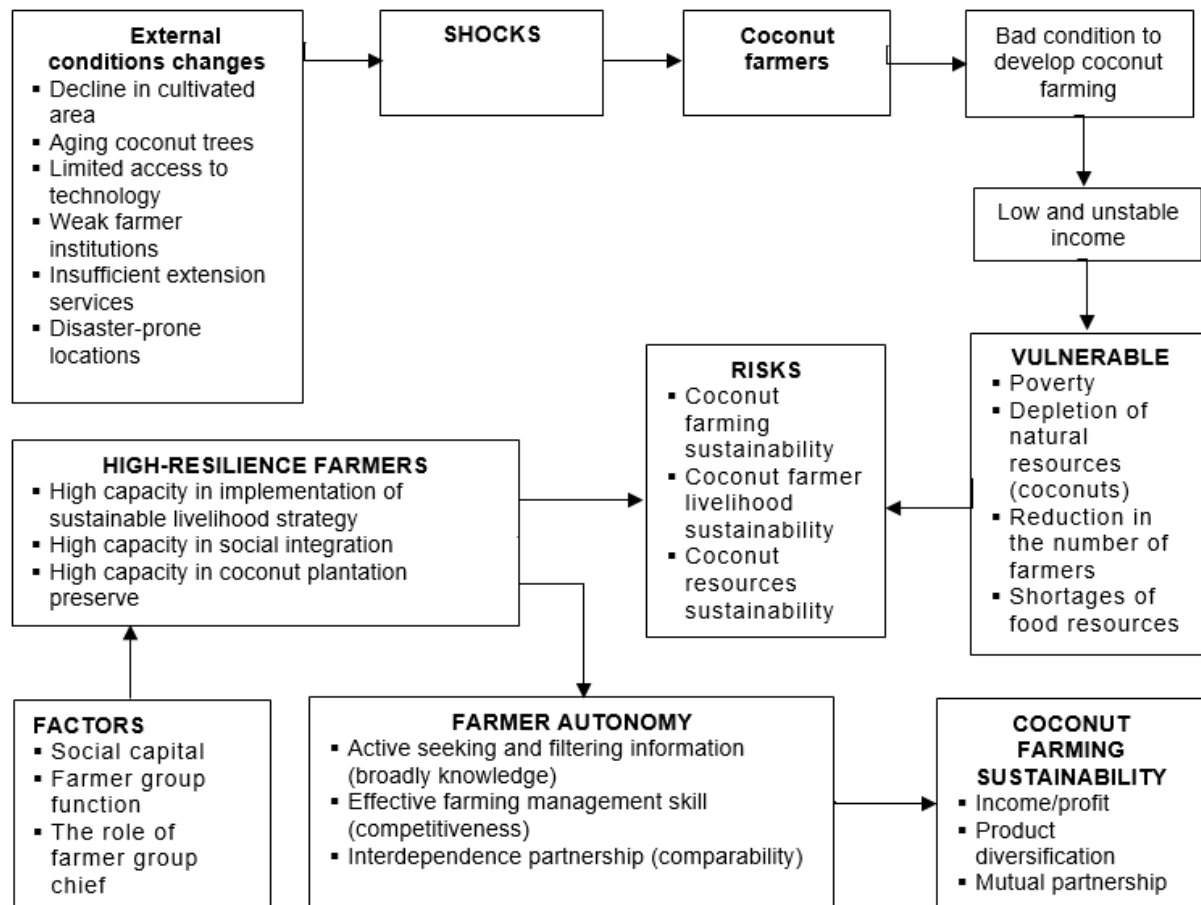 External
conditions changes
▪ Decline in cultivated
area
▪ Aging coconut trees
▪ Limited access to
technology
▪ Weak farmer
institutions
▪ Insufficient extension
services
▪ Disaster-prone
locations
SHOCKS
Coconut
farmers
Bad condition to
develop coconut
farming
Low and unstable
income
VULNERABLE
▪ Poverty
▪ Depletion of
natural
resources
(coconuts)
▪ Reduction in
the number of
farmers
▪ Shortages of
food resources
RISKS
▪ Coconut
farming
sustainability
▪ Coconut farmer
livelihood
sustainability
▪ Coconut
resources
sustainability
HIGH-RESILIENCE FARMERS
▪ High capacity in implementation of
sustainable livelihood strategy
▪ High capacity in social integration
▪ High capacity in coconut plantation
preserve
FACTORS
▪ Social capital
▪ Farmer group
function
▪ The role of
farmer group
chief
FARMER AUTONOMY
▪ Active seeking and filtering information
(broadly knowledge)
▪ Effective farming management skill
(competitiveness)
▪ Interdependence partnership (comparability)
COCONUT
FARMING
SUSTAINABILITY
▪ Income/profit
▪ Product
diversification
▪ Mutual partnership